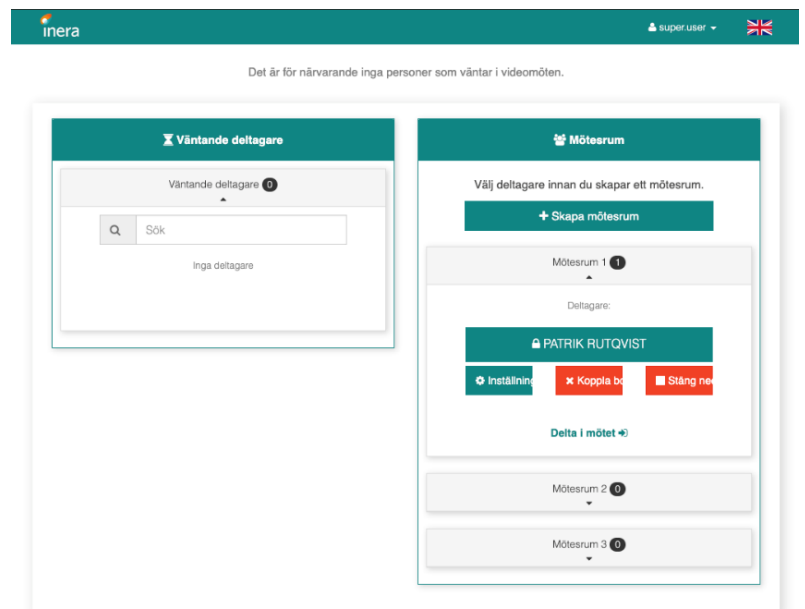 inera
super.user
Det är för närvarande inga personer som väntar i videomöten.
Väntande deltagare
Väntande deltagare 0
Sök
Inga deltagare
Mötesrum
Välj deltagare innan du skapar ett mötesrum.
+ Skapa mötesrum
Mötesrum 1 1
Deltagare:
PATRIK RUTQVIST
Inställning
Koppla bo
Stäng ned
Delta i mötet
Mötesrum 2 0
Mötesrum 3 0